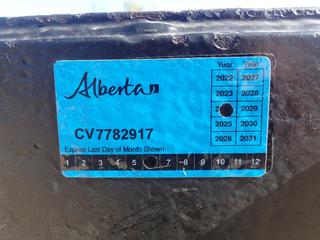 Alberta
Year Year
2022 2027
2023 2028
2029
2025 2030
2026 2031
CV7782917
Expires Last Day of Month Shown
1 2 3 4 5 7 8 9 10 11 12